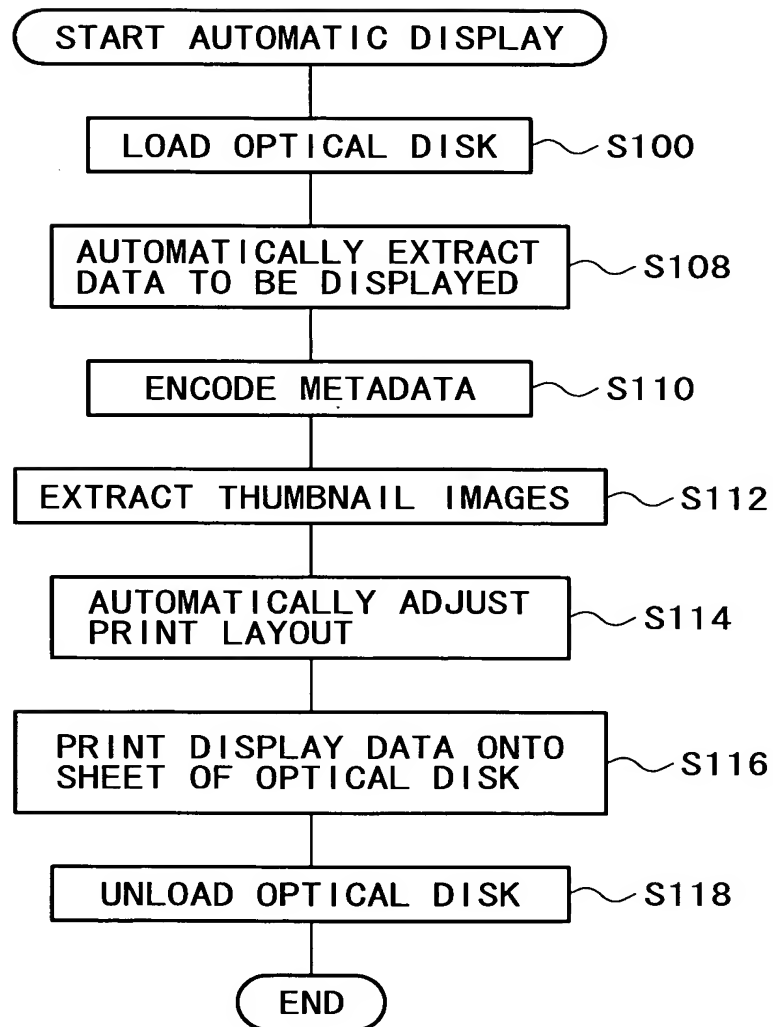 START AUTOMATIC DISPLAY
LOAD OPTICAL DISK
S100
AUTOMATICALLY EXTRACT
DATA TO BE DISPLAYED
S108
ENCODE METADATA
S110
EXTRACT THUMBNAIL IMAGES
S112
AUTOMATICALLY ADJUST
PRINT LAYOUT
S114
PRINT DISPLAY DATA ONTO
SHEET OF OPTICAL DISK
S116
UNLOAD OPTICAL DISK
S118
END